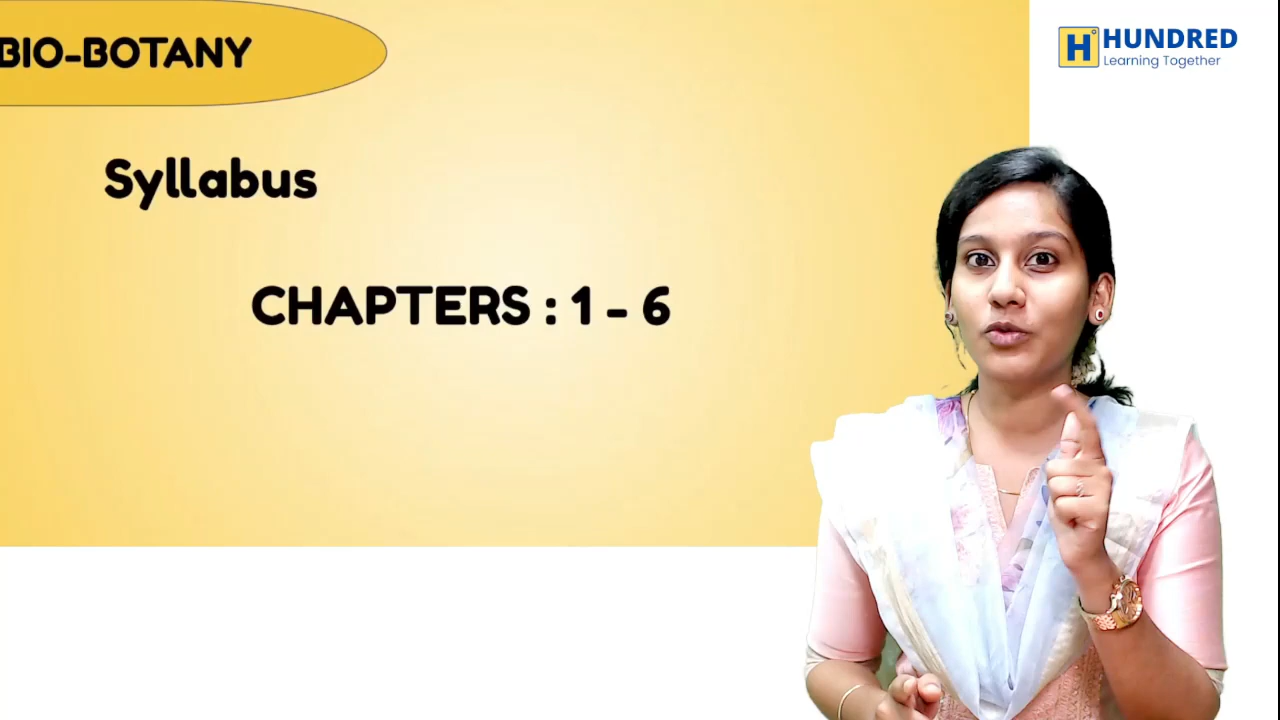 BIO-BOTANY
HUNDRED
Learning Together
Syllabus
CHAPTERS : 1 - 6